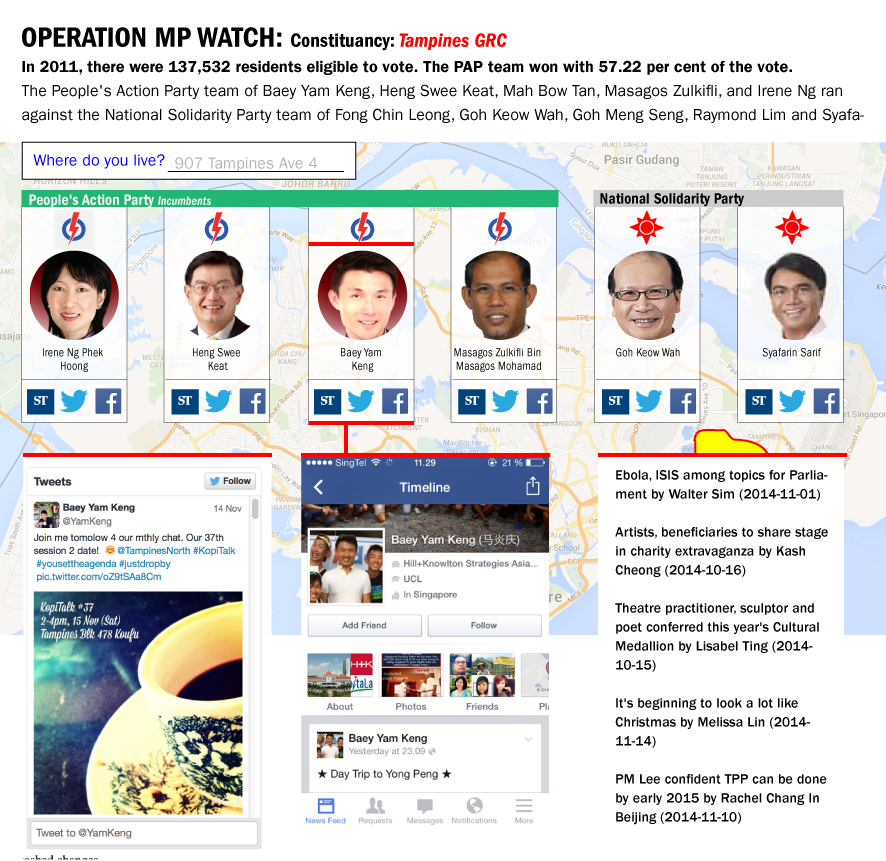 OPERATION MP WATCH: Constituancy: Tampines GRC
In 2011, there were 137,532 residents eligible to vote. The PAP team won with 57.22 per cent of the vote.
The People's Action Party team of Baey Yam Keng, Heng Swee Keat, Mah Bow Tan, Masagos Zulkifli, and Irene Ng ran
against the National Solidarity Party team of Fong Chin Leong, Goh Keow Wah, Goh Meng Seng, Raymond Lim and Syafa-
Where do you live? 907 Tampines Ave 4
Pasir Gudang
JOHOR BAHRU
People's Action Party Incumbents
National Solidarity Party
Irene Ng Phek
Hoong
Heng Swee
Keat
Baey Yam
Keng
Masagos Zulkifli Bin
Masagos Mohamad
Goh Keow Wah
Syafarin Sarif
ST
ST
ST
ST
ST
ST
Tweets
Follow
Baey Yam Keng
14 Nov
@YamKeng
Join me tomolow 4 our mthly chat. Our 37th
session 2 date! @TampinesNorth #KopiTalk
#yousettheagenda #justdropby
pic.twitter.com/oZ9tSAa8Cm
KopiTalk #37
2-4pm, 15 Nov (Sat)
Tampines Blk 478 Koufu
Tweet to @YamKeng
SingTel
11.29
21 %
Timeline
Baey Yam Keng (马炎庆)
Hill+Knowlton Strategies Asia...
UCL
In Singapore
Add Friend
Follow
About
Photos
Friends
Baey Yam Keng
Yesterday at 23.09
★ Day Trip to Yong Peng ★
News Feed
Requests
Messages
Notifications
More
Ebola, ISIS among topics for Parlia-
ment by Walter Sim (2014-11-01)
Artists, beneficiaries to share stage
in charity extravaganza by Kash
Cheong (2014-10-16)
Theatre practitioner, sculptor and
poet conferred this year's Cultural
Medallion by Lisabel Ting (2014-
10-15)
It's beginning to look a lot like
Christmas by Melissa Lin (2014-
11-14)
PM Lee confident TPP can be done
by early 2015 by Rachel Chang In
Beijing (2014-11-10)